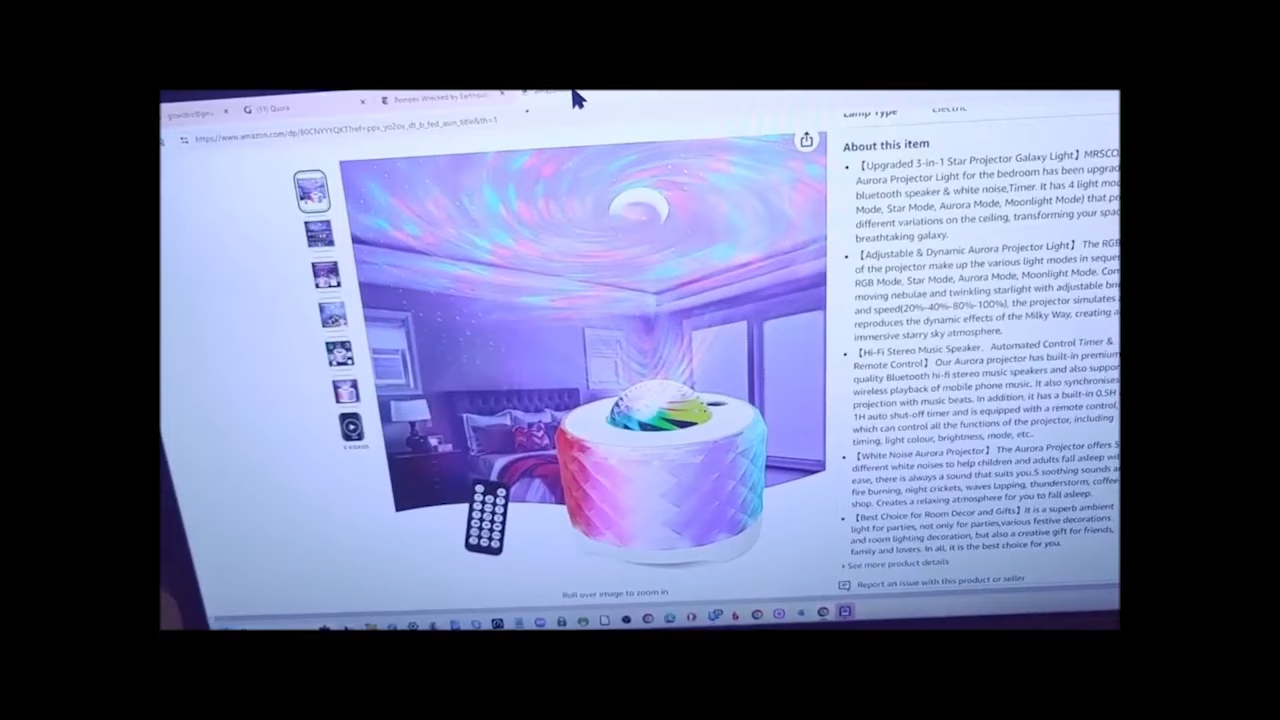 (11) Quora
Pompeii Wrecked by Earthqu
Lamp Type Electric
About this item
【Upgraded 3-in-1 Star Projector Galaxy Light】 MRSCO
Aurora Projector Light for the bedroom has been upgrad
bluetooth speaker & white noise,Timer. It has 4 light mod
Mode, Star Mode, Aurora Mode, Moonlight Mode) that pr
different variations on the ceiling, transforming your spac
breathtaking galaxy.
【Adjustable & Dynamic Aurora Projector Light】 The RGB
of the projector make up the various light modes in seque
RGB Mode, Star Mode, Aurora Mode, Moonlight Mode. Com
moving nebulae and twinkling starlight with adjustable bri
and speed(20%-40%-80%-100%), the projector simulates a
reproduces the dynamic effects of the Milky Way, creating a
immersive starry sky atmosphere.
【Hi-Fi Stereo Music Speaker、Automated Control Timer &
Remote Control】 Our Aurora projector has built-in premium
quality Bluetooth hi-fi stereo music speakers and also suppor
wireless playback of mobile phone music. It also synchronises
projection with music beats. In addition, it has a built-in 0.5H
1H auto shut-off timer and is equipped with a remote control,
which can control all the functions of the projector, including
timing, light colour, brightness, mode, etc..
【White Noise Aurora Projector】 The Aurora Projector offers 5
different white noises to help children and adults fall asleep wit
ease, there is always a sound that suits you.5 soothing sounds a
fire burning, night crickets, waves lapping, thunderstorm, coffee
shop. Creates a relaxing atmosphere for you to fall asleep.
【Best Choice for Room Decor and Gifts】 It is a superb ambient
light for parties, not only for parties,various festive decorations
and room lighting decoration, but also a creative gift for friends,
family and lovers. In all, it is the best choice for you.
See more product details
Report an issue with this product or seller
Roll over image to zoom in